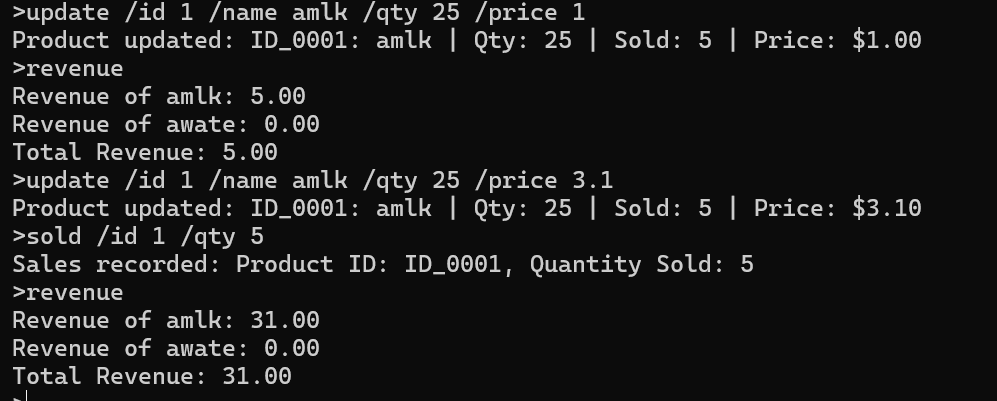 >update /id 1 /name amlk /qty 25 /price 1
Product updated: ID_0001: amlk | Qty: 25 | Sold: 5 | Price: $1.00
>revenue
Revenue of amlk: 5.00
Revenue of awate: 0.00
Total Revenue: 5.00
>update /id 1 /name amlk /qty 25 /price 3.1
Product updated: ID_0001: amlk | Qty: 25 | Sold: 5 | Price: $3.10
>sold /id 1 /qty 5
Sales recorded: Product ID: ID_0001, Quantity Sold: 5
>revenue
Revenue of amlk: 31.00
Revenue of awate: 0.00
Total Revenue: 31.00
>